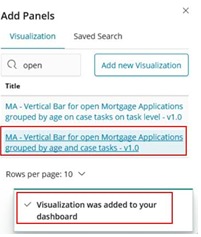 Add Panels
Visualization Saved Search
open
Add new Visualization
Title
MA - Vertical Bar for open Mortgage Applications
grouped by age on case tasks on task level - v1.0
MA - Vertical Bar for open Mortgage Applications
grouped by age and case tasks - v1.0
Rows per page: 10
Visualization was added to your
dashboard